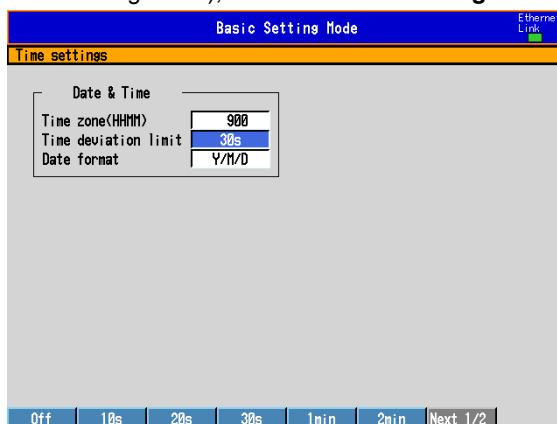 Basic Setting Mode
Link
Time settings
Date & Time
Time zone(HHMM) 900
Time deviation limit 30s
Date format Y/M/D
Off 10s 20s 30s 1min 2min Next 1/2